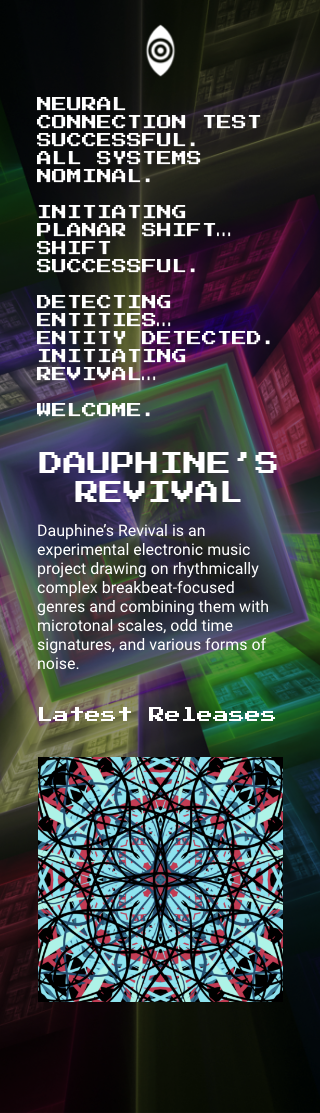 NEURAL
CONNECTION TEST
SUCCESSFUL.
ALL SYSTEMS
NOMINAL.
INITIATING
PLANAR SHIFT…
SHIFT
SUCCESSFUL.
DETECTING
ENTITIES…
ENTITY DETECTED.
INITIATING
REVIVAL…
WELCOME.
DAUPHINE’S
REVIVAL
Dauphine’s Revival is an
experimental electronic music
project drawing on rhythmically
complex breakbeat-focused
genres and combining them with
microtonal scales, odd time
signatures, and various forms of
noise.
Latest Releases